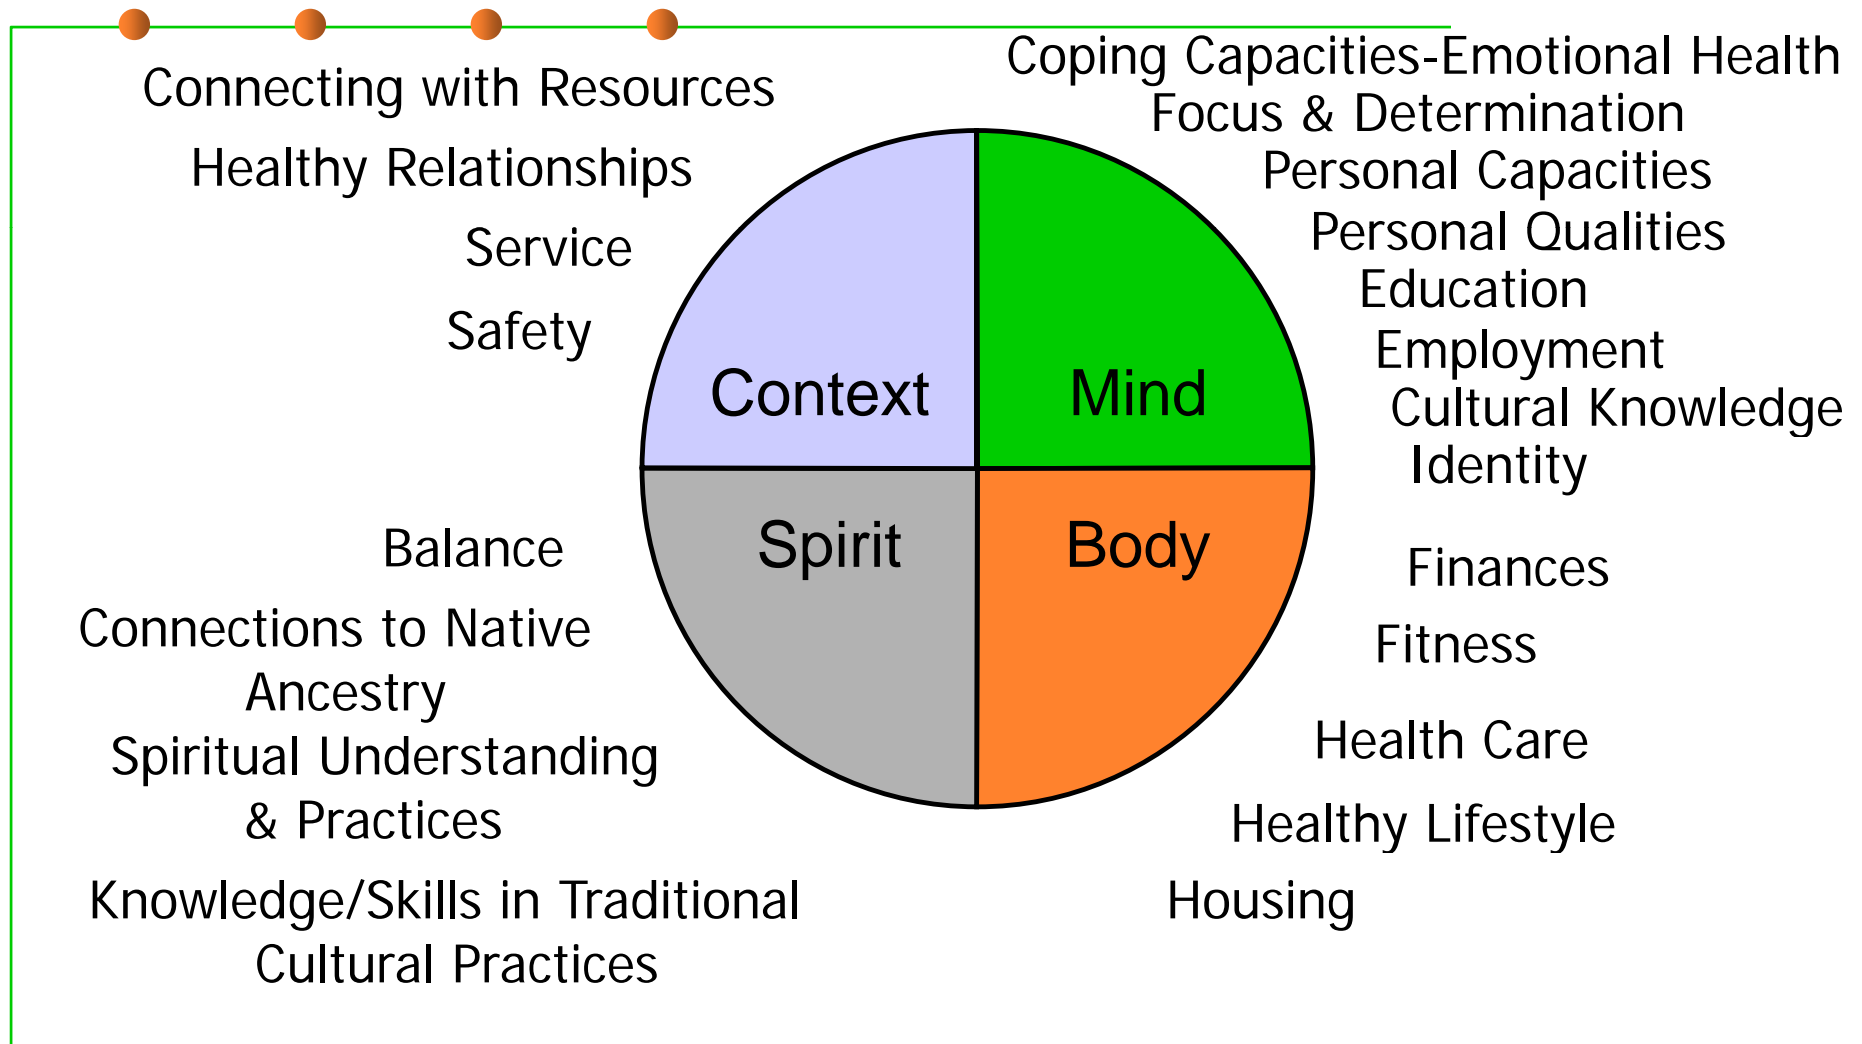 Connecting with Resources
Healthy Relationships
Service
Safety
Coping Capacities-Emotional Health
Focus & Determination
Personal Capacities
Personal Qualities
Education
Employment
Cultural Knowledge
Identity
Context
Mind
Spirit
Body
Balance
Connections to Native
Ancestry
Spiritual Understanding
& Practices
Knowledge/Skills in Traditional
Cultural Practices
Finances
Fitness
Health Care
Healthy Lifestyle
Housing